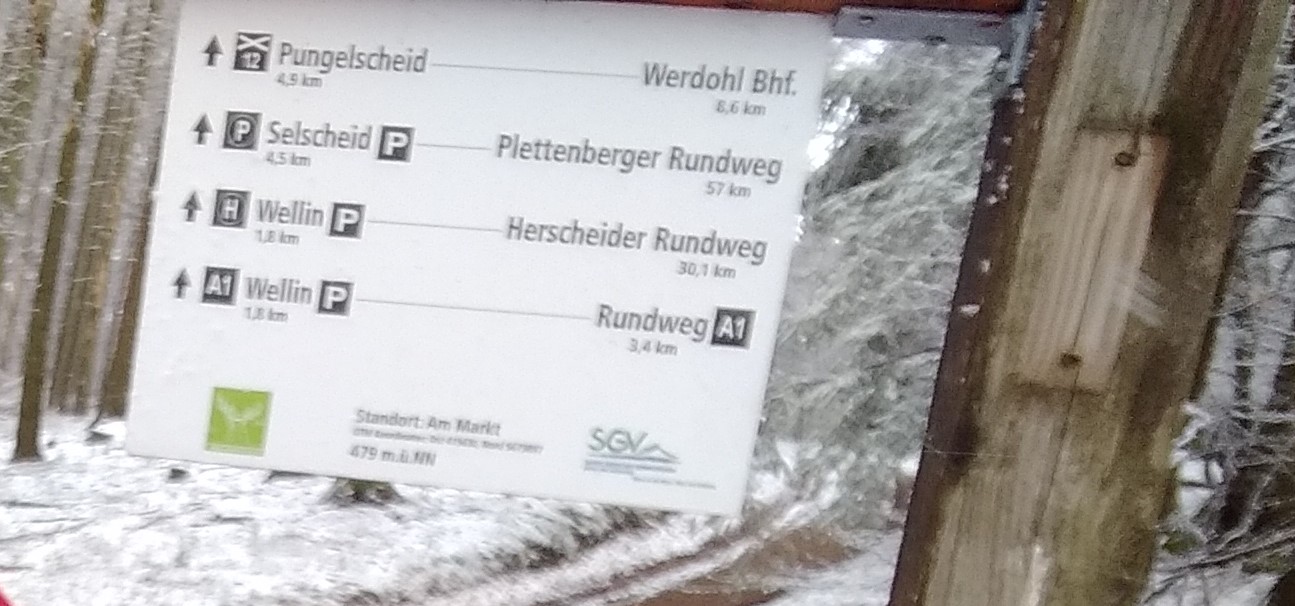 12 Pungelscheid Werdohl Bhf.
4,9 km 8,6 km
P Selscheid P Plettenberger Rundweg
4,5 km 57 km
H Wellin P Herscheider Rundweg
1,8 km 30,1 km
A1 Wellin P Rundweg A1
1,8 km 3,4 km
Standort: Am Markt
479 m.ü.NN
SGV